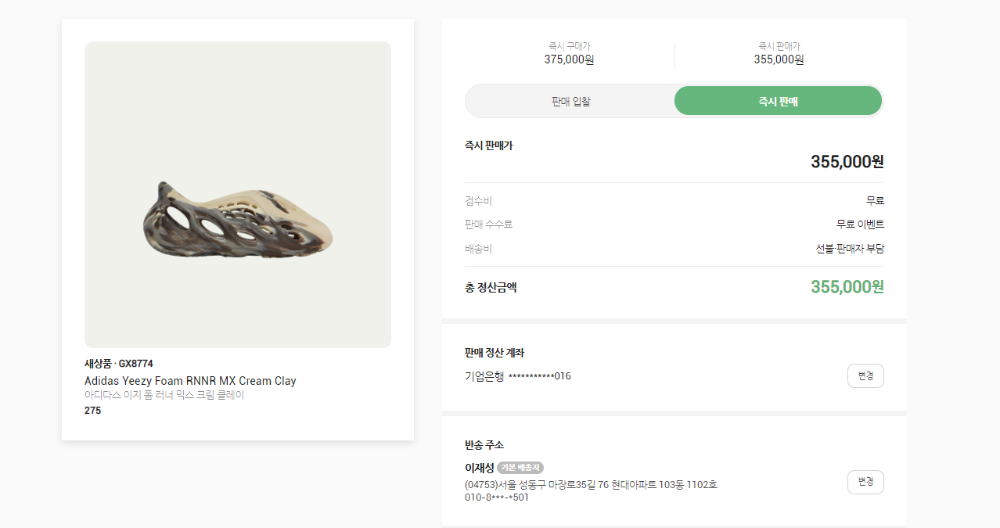 새상품 · GX8774
Adidas Yeezy Foam RNNR MX Cream Clay
아디다스 이지 폼 러너 믹스 크림 클레이
275
즉시 구매가
375,000원
즉시 판매가
355,000원
판매 입찰
즉시 판매
즉시 판매가
355,000원
검수비 무료
판매 수수료 무료 이벤트
배송비 선불·판매자 부담
총 정산금액 355,000원
판매 정산 계좌
기업은행 ***********016 변경
반송 주소
이재성 기본 배송지
(04753)서울 성동구 마장로35길 76 현대아파트 103동 1102호
010-8***-*501
변경